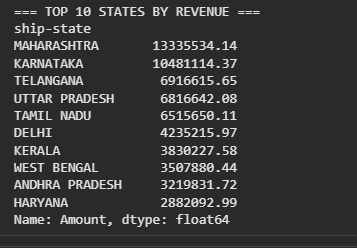 === TOP 10 STATES BY REVENUE ===
ship-state
MAHARASHTRA       13335534.14
KARNATAKA         10481114.37
TELANGANA          6916615.65
UTTAR PRADESH      6816642.08
TAMIL NADU         6515650.11
DELHI              4235215.97
KERALA             3830227.58
WEST BENGAL        3507880.44
ANDHRA PRADESH     3219831.72
HARYANA            2882092.99
Name: Amount, dtype: float64